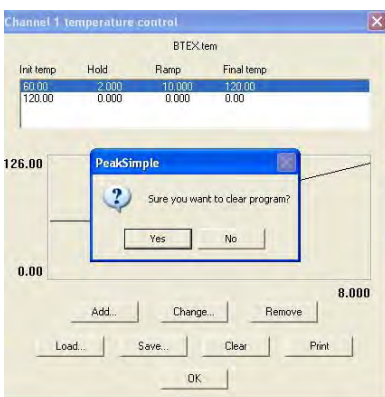 Channel 1 temperature control
BTEX.tem
Init temp Hold Ramp Final temp
60.00 2.000 10.000 120.00
120.00 0.000 0.000 0.00
126.00
PeakSimple
Sure you want to clear program?
Yes No
0.00
8.000
Add... Change... Remove
Load... Save... Clear Print
OK